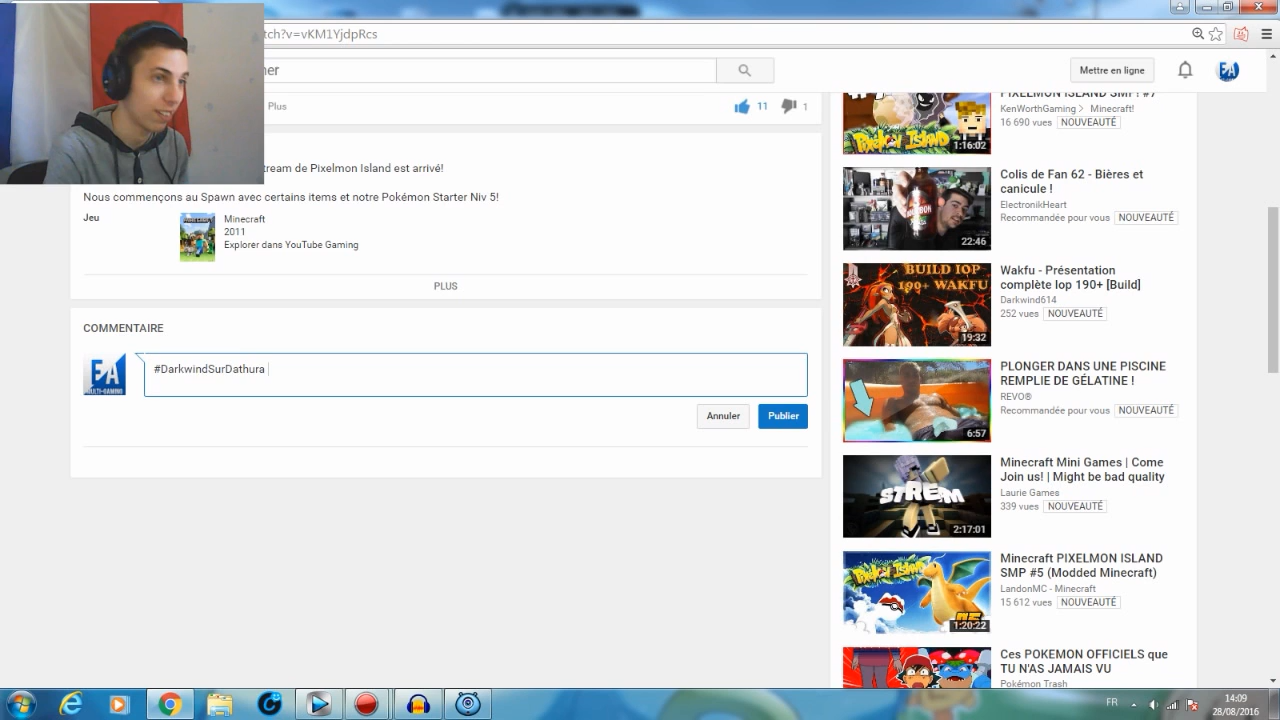 tch?v=vKM1YjdpRcs
ner
Mettre en ligne
FA
Plus
11
1
tream de Pixelmon Island est arrivé!
Nous commençons au Spawn avec certains items et notre Pokémon Starter Niv 5!
Jeu
Minecraft
2011
Explorer dans YouTube Gaming
PLUS
COMMENTAIRE
FA
MULTI-GAMING
#DarkwindSurDathura
Annuler
Publier
PIXELMON ISLAND SMP! #7
KenWorthGaming > Minecraft!
16 690 vues NOUVEAUTÉ
1:16:02
Colis de Fan 62 - Bières et
canicule !
ElectronikHeart
Recommandée pour vous NOUVEAUTÉ
22:46
BUILD IOP
190+ WAKFU
19:32
Wakfu - Présentation
complète Iop 190+ [Build]
Darkwind614
252 vues NOUVEAUTÉ
PLONGER DANS UNE PISCINE
REMPLIE DE GÉLATINE !
REVO®
Recommandée pour vous NOUVEAUTÉ
6:57
STREAM
2:17:01
Minecraft Mini Games | Come
Join us! | Might be bad quality
Laurie Games
339 vues NOUVEAUTÉ
Pixelmon Island
1:20:22
Minecraft PIXELMON ISLAND
SMP #5 (Modded Minecraft)
LandonMC - Minecraft
15 612 vues NOUVEAUTÉ
Ces POKEMON OFFICIELS que
TU N'AS JAMAIS VU
Pokémon Trash
FR
14:09
28/08/2016